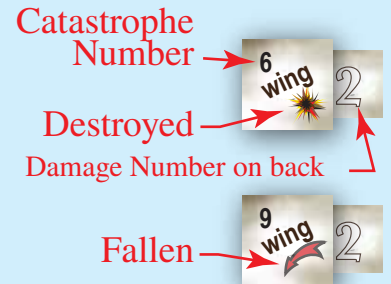 Catastrophe
Number
6
wing
2
Destroyed
Damage Number on back
9
wing
2
Fallen